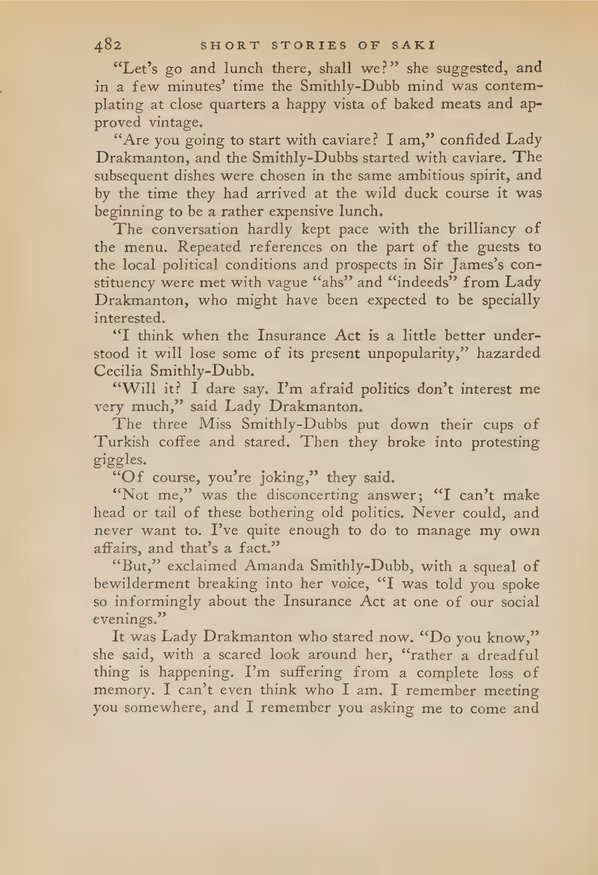 482 SHORT STORIES OF SAKI
“Let’s go and lunch there, shall we?” she suggested, and
in a few minutes’ time the Smithly-Dubb mind was contem-
plating at close quarters a happy vista of baked meats and ap-
proved vintage.
“Are you going to start with caviare? I am,” confided Lady
Drakmanton, and the Smithly-Dubbs started with caviare. The
subsequent dishes were chosen in the same ambitious spirit, and
by the time they had arrived at the wild duck course it was
beginning to be a rather expensive lunch.
The conversation hardly kept pace with the brilliancy of
the menu. Repeated references on the part of the guests to
the local political conditions and prospects in Sir James’s con-
stituency were met with vague “ahs” and “indeeds” from Lady
Drakmanton, who might have been expected to be specially
interested.
“I think when the Insurance Act is a little better under-
stood it will lose some of its present unpopularity,” hazarded
Cecilia Smithly-Dubb.
“Will it? I dare say. I’m afraid politics don’t interest me
very much,” said Lady Drakmanton.
The three Miss Smithly-Dubbs put down their cups of
Turkish coffee and stared. Then they broke into protesting
giggles.
“Of course, you’re joking,” they said.
“Not me,” was the disconcerting answer; “I can’t make
head or tail of these bothering old politics. Never could, and
never want to. I’ve quite enough to do to manage my own
affairs, and that’s a fact.”
“But,” exclaimed Amanda Smithly-Dubb, with a squeal of
bewilderment breaking into her voice, “I was told you spoke
so informingly about the Insurance Act at one of our social
evenings.”
It was Lady Drakmanton who stared now. “Do you know,”
she said, with a scared look around her, “rather a dreadful
thing is happening. I’m suffering from a complete loss of
memory. I can’t even think who I am. I remember meeting
you somewhere, and I remember you asking me to come and